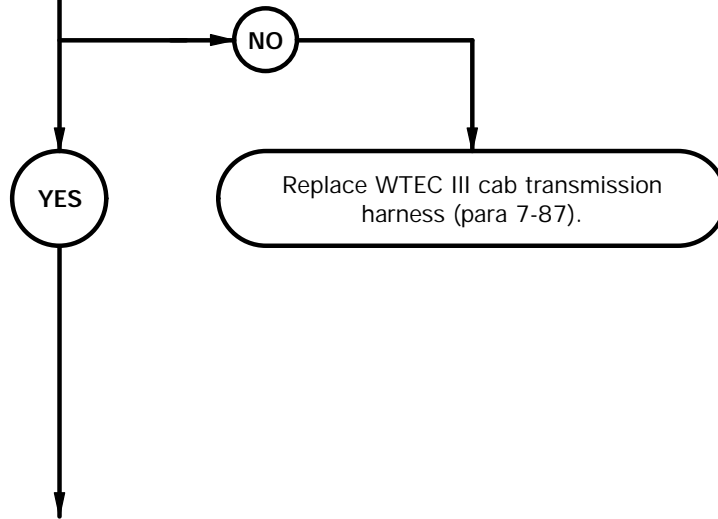 NO
YES
Replace WTEC III cab transmission
harness (para 7-87).